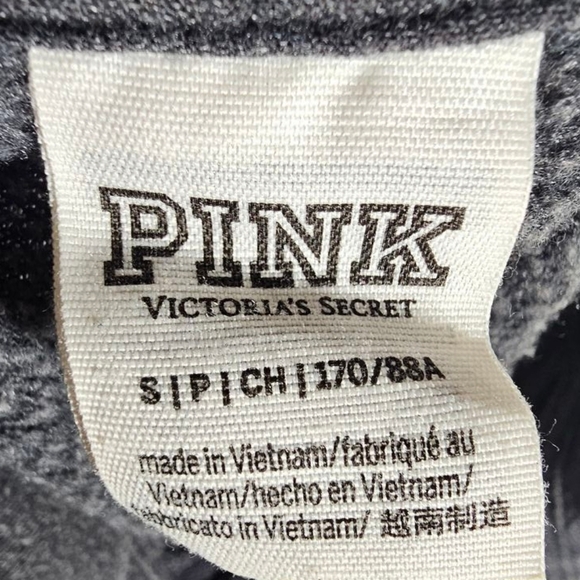 PINK
VICTORIA'S SECRET
S|P|CH|170/88A
made in Vietnam/fabriqué au
Vietnam/hecho en Vietnam/
fabbricato in Vietnam/ 越南制造